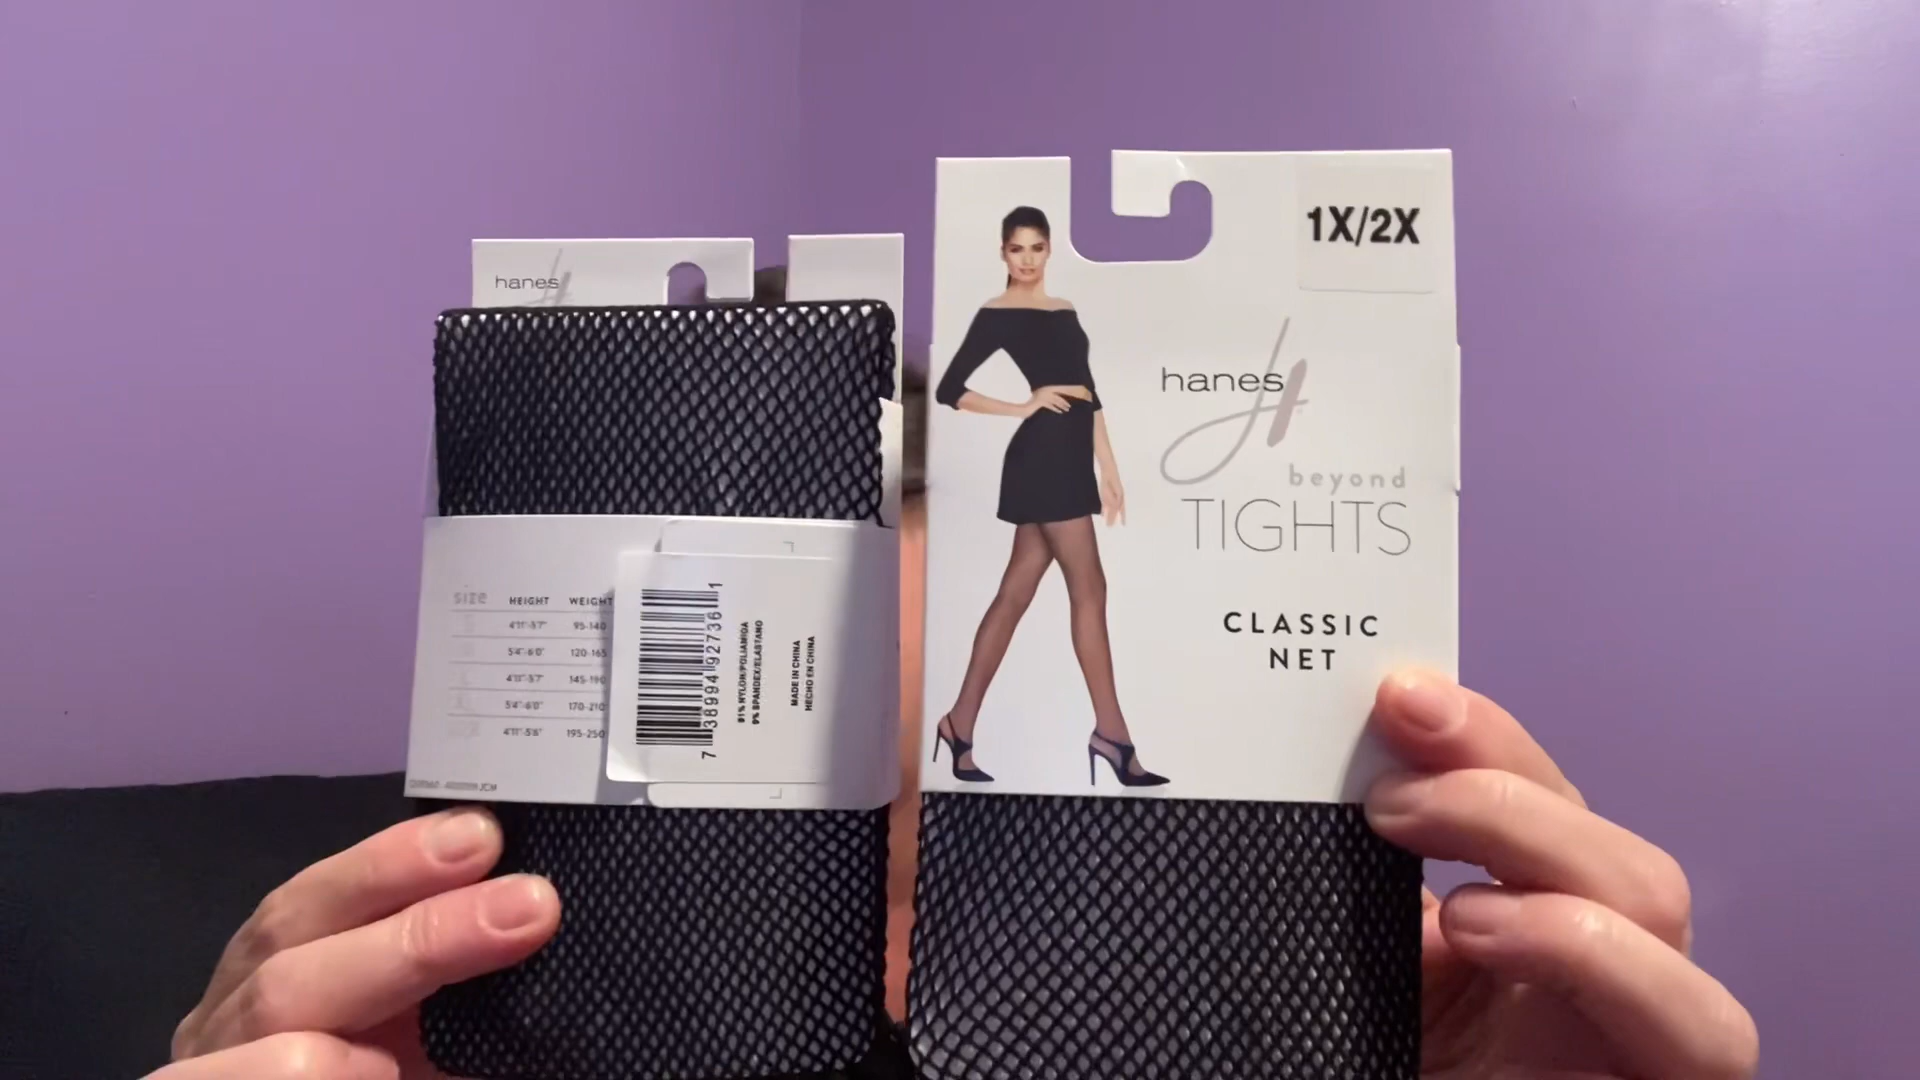 hanes
SIZE HEIGHT WEIGHT
4'11"-5'7" 95-140
5'4"-6'0" 120-165
4'11"-5'7" 145-190
5'4"-6'0" 170-210
4'11"-5'8" 195-250
7 38994 92736 1
91% NYLON/POLIAMIDA
9% SPANDEX/ELASTANO
MADE IN CHINA
HECHO EN CHINA
1X/2X
hanes
beyond
TIGHTS
CLASSIC
NET